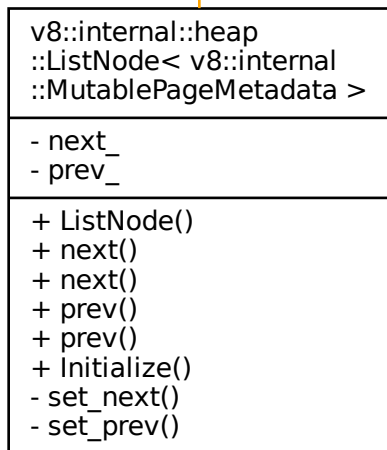 v8::internal::heap
::ListNode< v8::internal
::MutablePageMetadata >
- next_
- prev_
+ ListNode()
+ next()
+ next()
+ prev()
+ prev()
+ Initialize()
- set_next()
- set_prev()